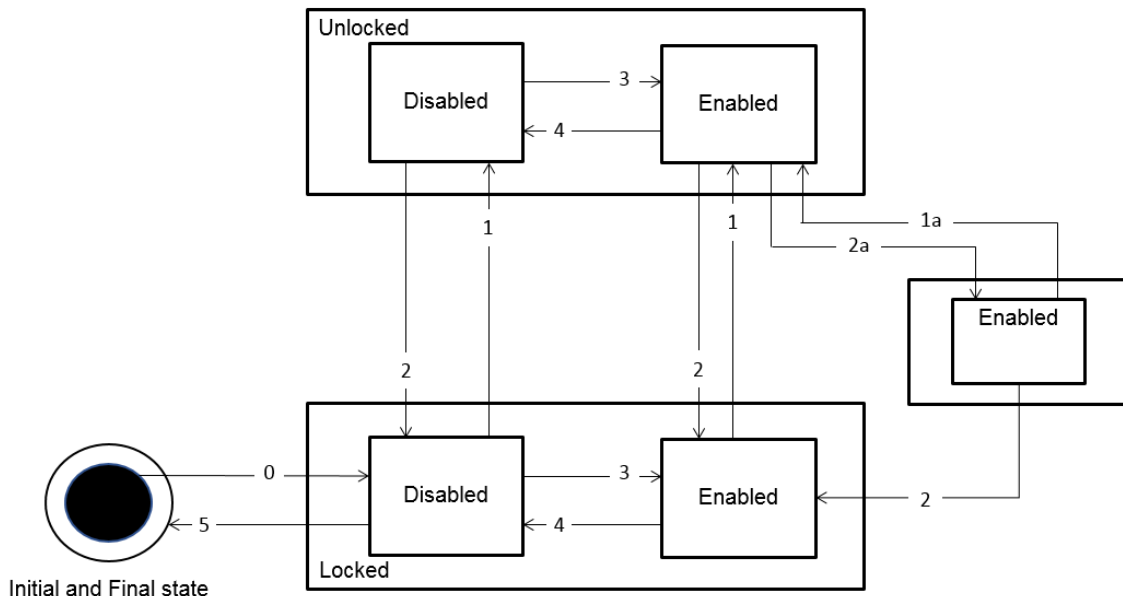 Unlocked
Disabled
3
Enabled
4
1
1
1a
2a
Enabled
2
2
0
Disabled
3
Enabled
2
5
4
Locked
Initial and Final state